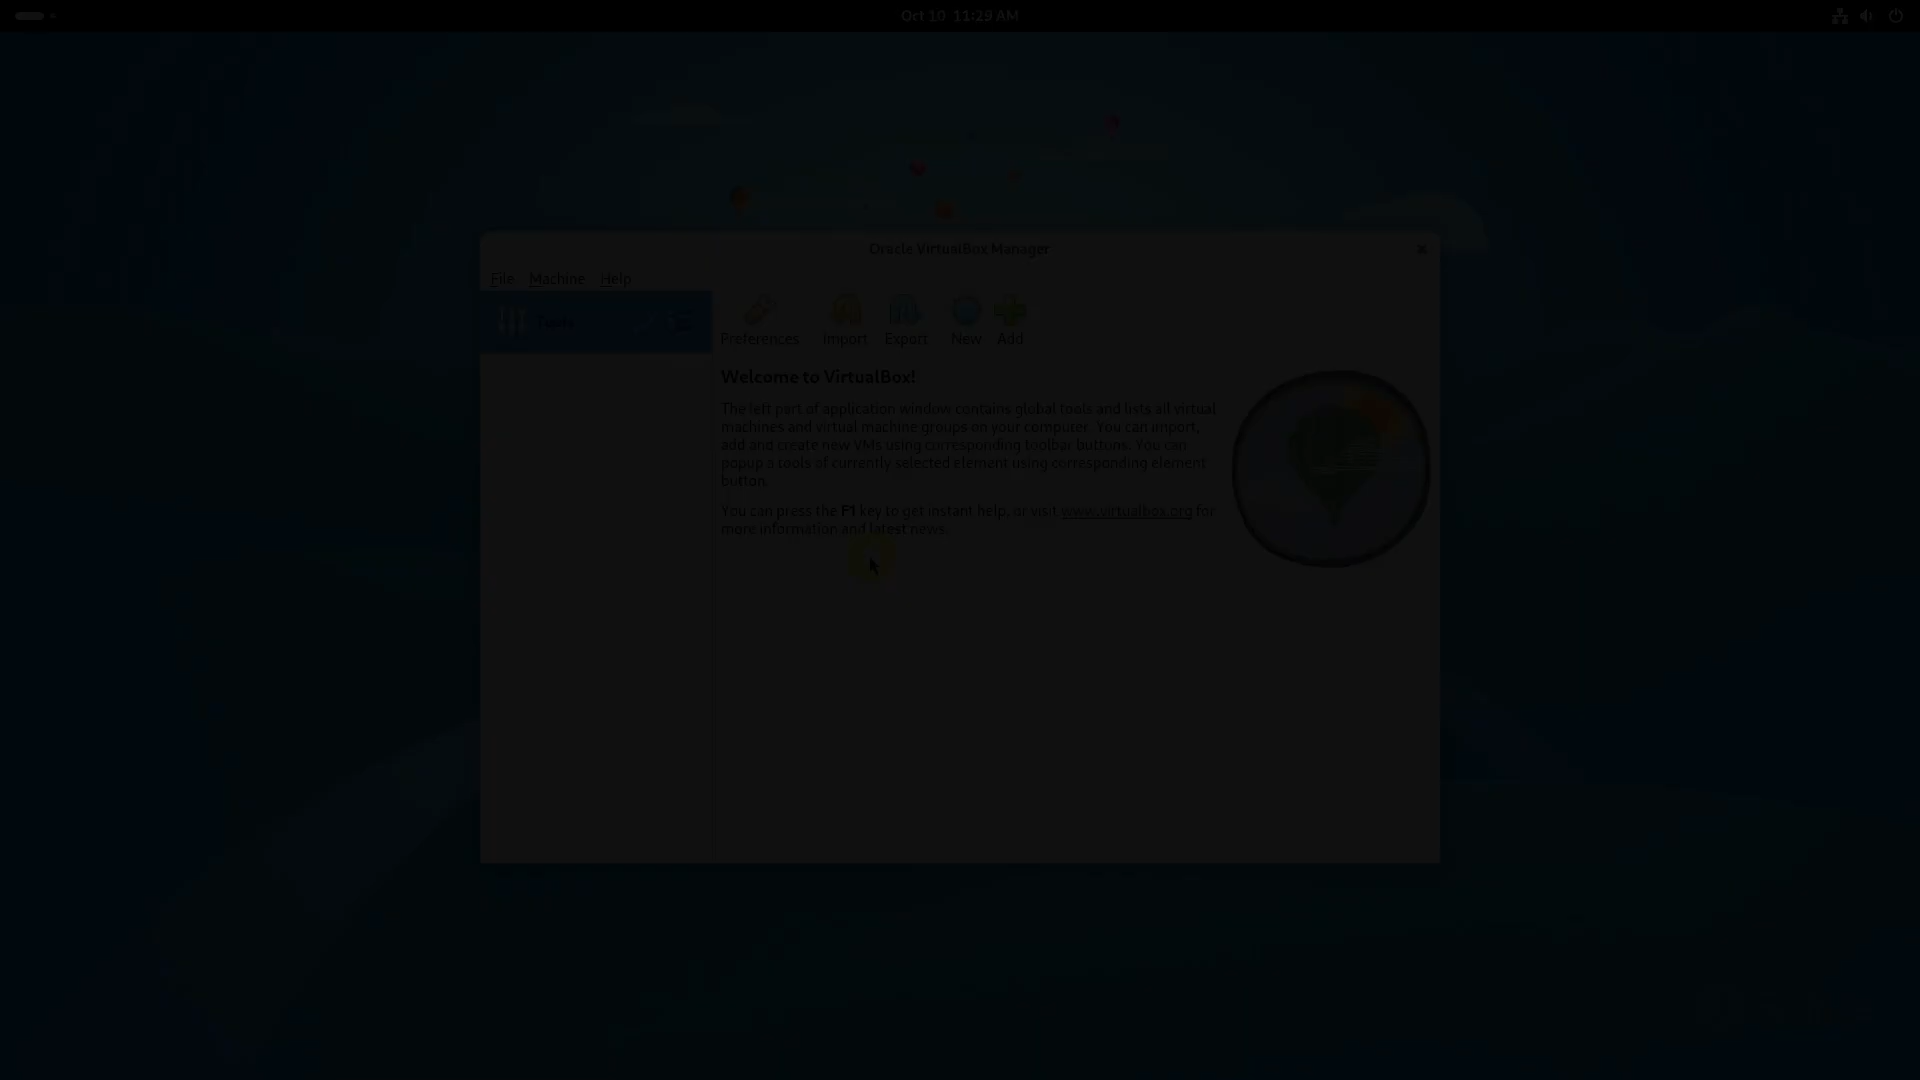 Oct 10 11:29 AM
Oracle VirtualBox Manager
File Machine Help
Tools
Preferences Import Export New Add
Welcome to VirtualBox!
The left part of application window contains global tools and lists all virtual
machines and virtual machine groups on your computer. You can import,
add and create new VMs using corresponding toolbar buttons. You can
popup a tools of currently selected element using corresponding element
button.
You can press the F1 key to get instant help, or visit www.virtualbox.org for
more information and latest news.